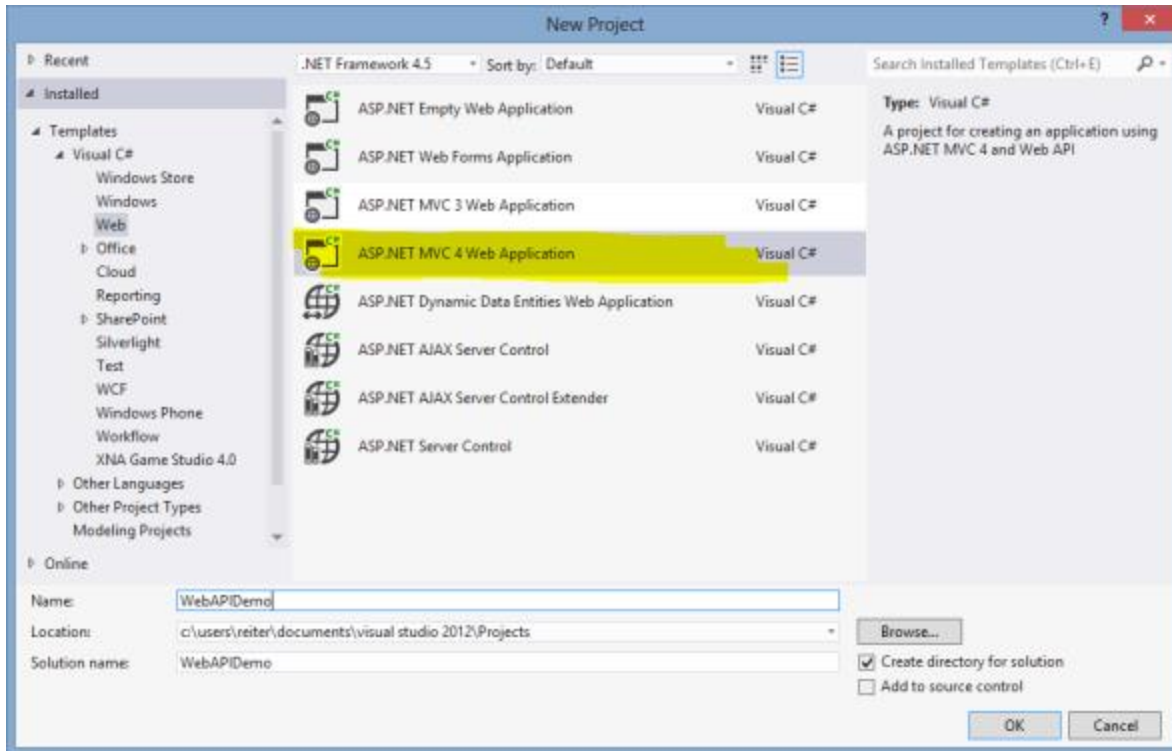 New Project
? ×
Recent
.NET Framework 4.5 Sort by: Default
Search Installed Templates (Ctrl+E)
Installed
Templates
Visual C#
Windows Store
Windows
Web
Office
Cloud
Reporting
SharePoint
Silverlight
Test
WCF
Windows Phone
Workflow
XNA Game Studio 4.0
Other Languages
Other Project Types
Modeling Projects
Online
ASP.NET Empty Web Application Visual C#
ASP.NET Web Forms Application Visual C#
ASP.NET MVC 3 Web Application Visual C#
ASP.NET MVC 4 Web Application Visual C#
ASP.NET Dynamic Data Entities Web Application Visual C#
ASP.NET AJAX Server Control Visual C#
ASP.NET AJAX Server Control Extender Visual C#
ASP.NET Server Control Visual C#
Type: Visual C#
A project for creating an application using
ASP.NET MVC 4 and Web API
Name: WebAPIDemo
Location: c:\users\reiter\documents\visual studio 2012\Projects
Browse...
Solution name: WebAPIDemo
Create directory for solution
Add to source control
OK Cancel